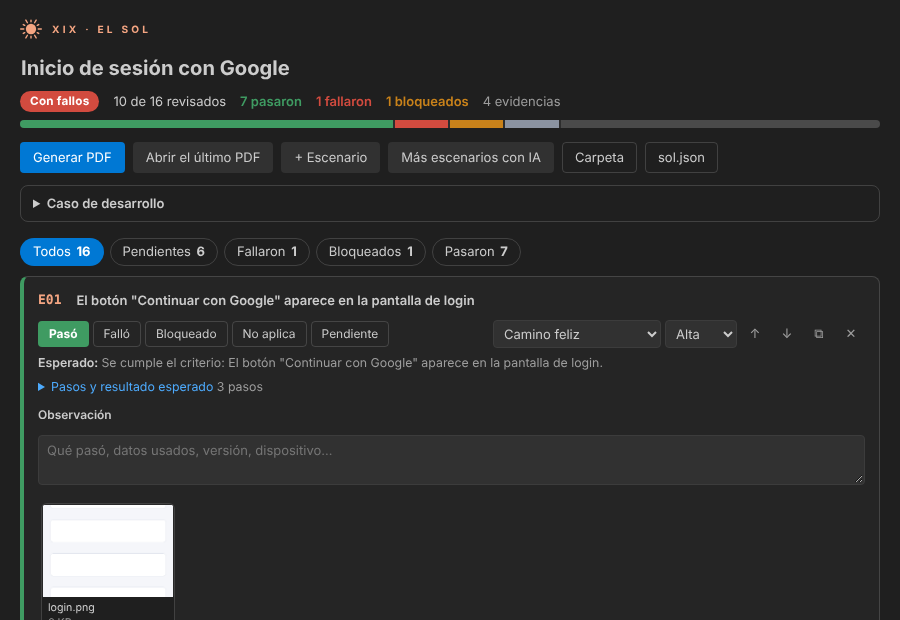 XIX · EL SOL
Inicio de sesión con Google
Con fallos 10 de 16 revisados 7 pasaron 1 fallaron 1 bloqueados 4 evidencias
Generar PDF Abrir el último PDF + Escenario Más escenarios con IA Carpeta sol.json
Caso de desarrollo
Todos 16 Pendientes 6 Fallaron 1 Bloqueados 1 Pasaron 7
E01 El botón "Continuar con Google" aparece en la pantalla de login
Pasó Falló Bloqueado No aplica Pendiente Camino feliz Alta
Esperado: Se cumple el criterio: El botón "Continuar con Google" aparece en la pantalla de login.
Pasos y resultado esperado 3 pasos
Observación
Qué pasó, datos usados, versión, dispositivo...
login.png